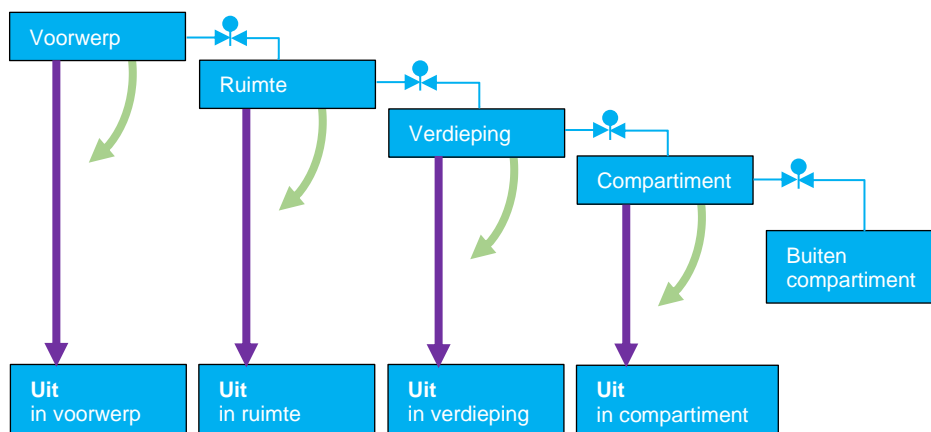 Voorwerp
Ruimte
Verdieping
Compartiment
Buiten
compartiment
Uit
in voorwerp
Uit
in ruimte
Uit
in verdieping
Uit
in compartiment